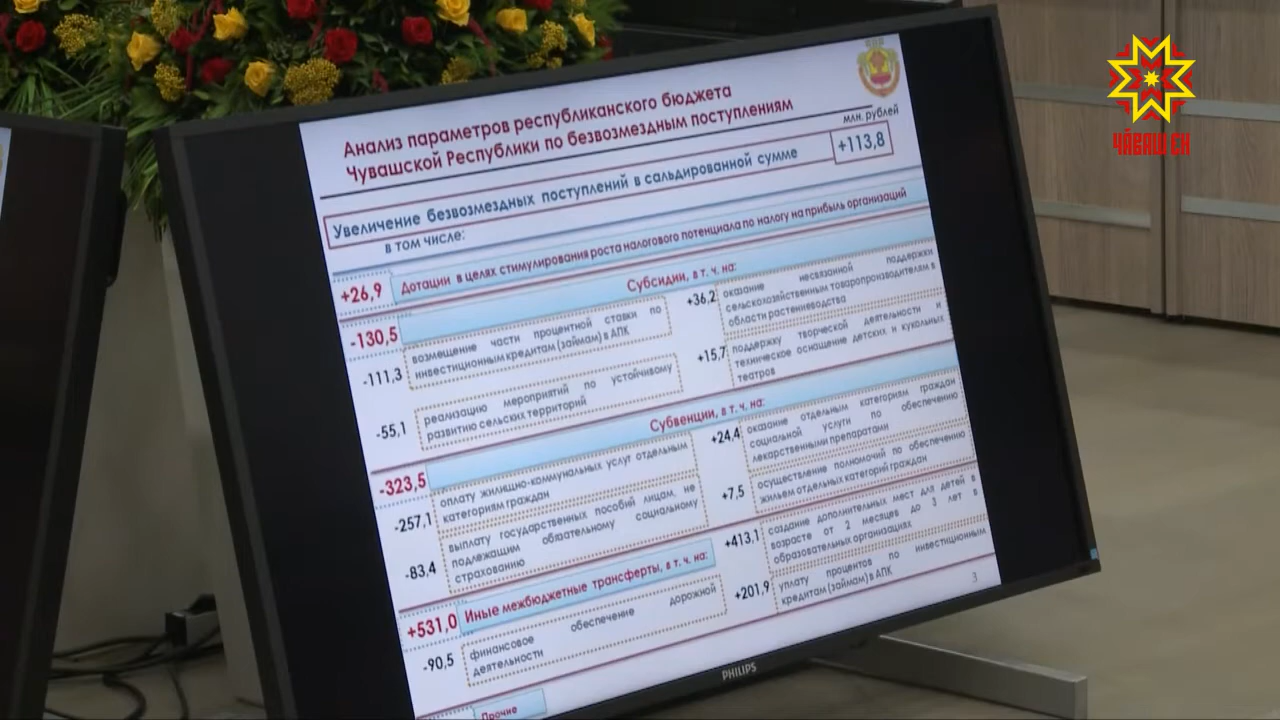 Анализ параметров республиканского бюджета
Чувашской Республики по безвозмездным поступлениям
млн. рублей
Увеличение безвозмездных поступлений в сальдированной сумме
+113,8
в том числе:
+26,9
Дотации в целях стимулирования роста налогового потенциала по налогу на прибыль организаций
-130,5
Субсидии, в т. ч. на:
-111,3
возмещение части процентной ставки по
инвестиционным кредитам (займам) в АПК
-55,1
реализацию мероприятий по устойчивому
развитию сельских территорий
+36,2
оказание несвязанной поддержки
сельскохозяйственным товаропроизводителям в
области растениеводства
+15,7
поддержку творческой деятельности и
техническое оснащение детских и кукольных
театров
-323,5
Субвенции, в т. ч. на:
-257,1
оплату жилищно-коммунальных услуг отдельным
категориям граждан
-83,4
выплату государственных пособий лицам, не
подлежащим обязательному социальному
страхованию
+24,4
оказание отдельным категориям граждан
социальной услуги по обеспечению
лекарственными препаратами
+7,5
осуществление полномочий по обеспечению
жильем отдельных категорий граждан
+531,0
Иные межбюджетные трансферты, в т. ч. на:
-90,5
финансовое обеспечение дорожной
деятельности
+413,1
создание дополнительных мест для детей в
возрасте от 2 месяцев до 3 лет в
образовательных организациях
+201,9
уплату процентов по инвестиционным
кредитам (займам) в АПК
3
Прочие
PHILIPS
ЧӐВАШ ЕН